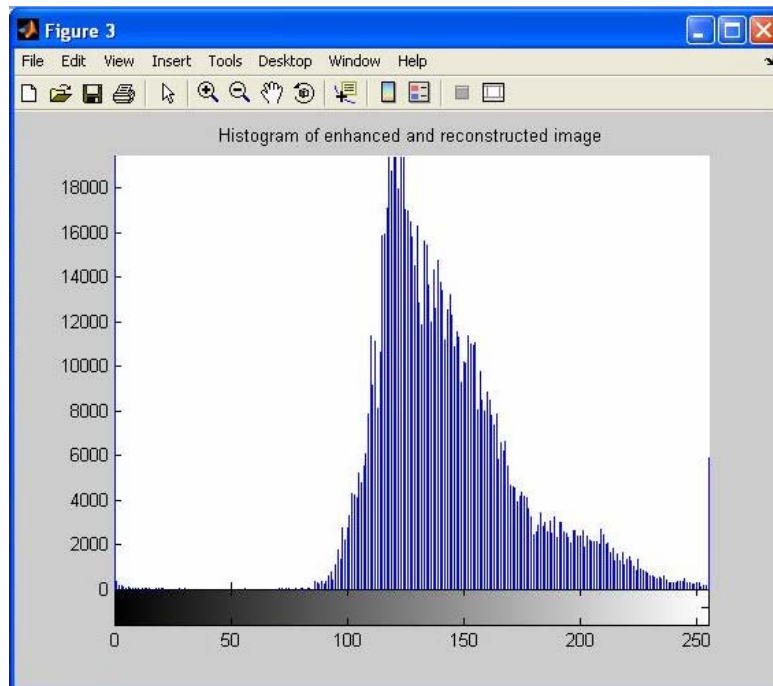 Figure 3
File Edit View Insert Tools Desktop Window Help
Histogram of enhanced and reconstructed image
18000
16000
14000
12000
10000
8000
6000
4000
2000
0
0 50 100 150 200 250